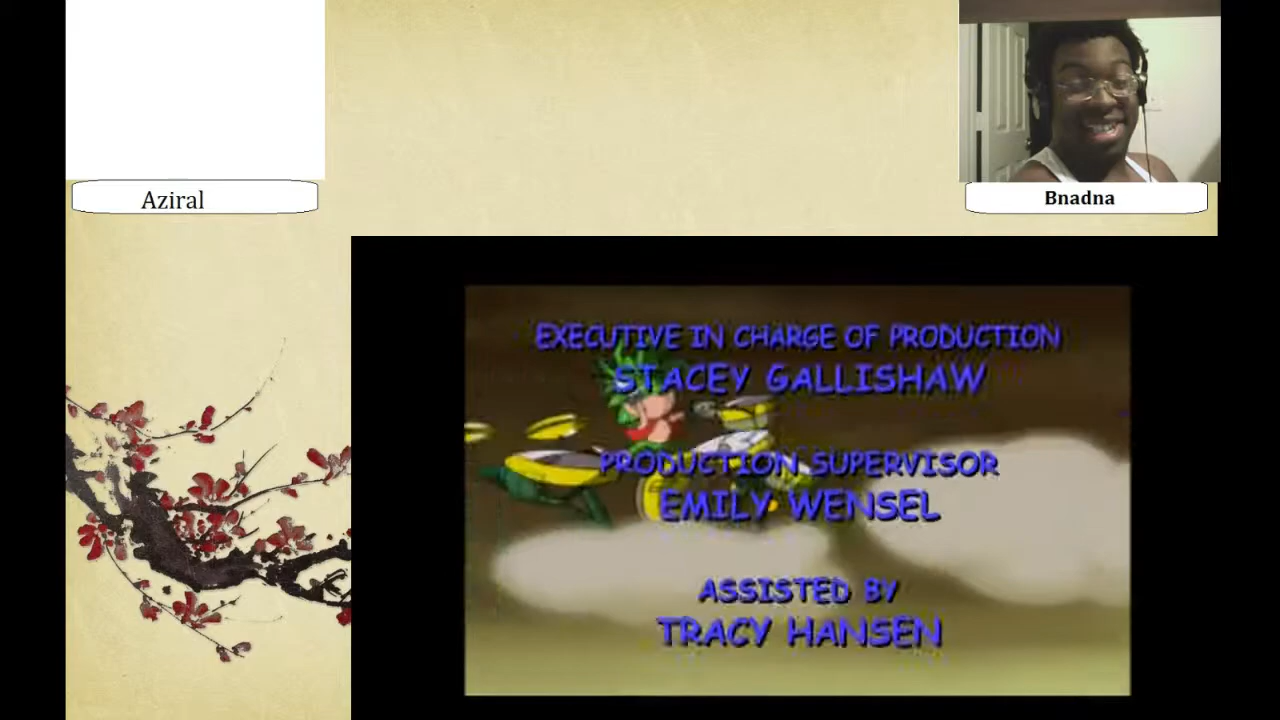 Aziral
Bnadna
EXECUTIVE IN CHARGE OF PRODUCTION
STACEY GALLISHAW
PRODUCTION SUPERVISOR
EMILY WENSEL
ASSISTED BY
TRACY HANSEN